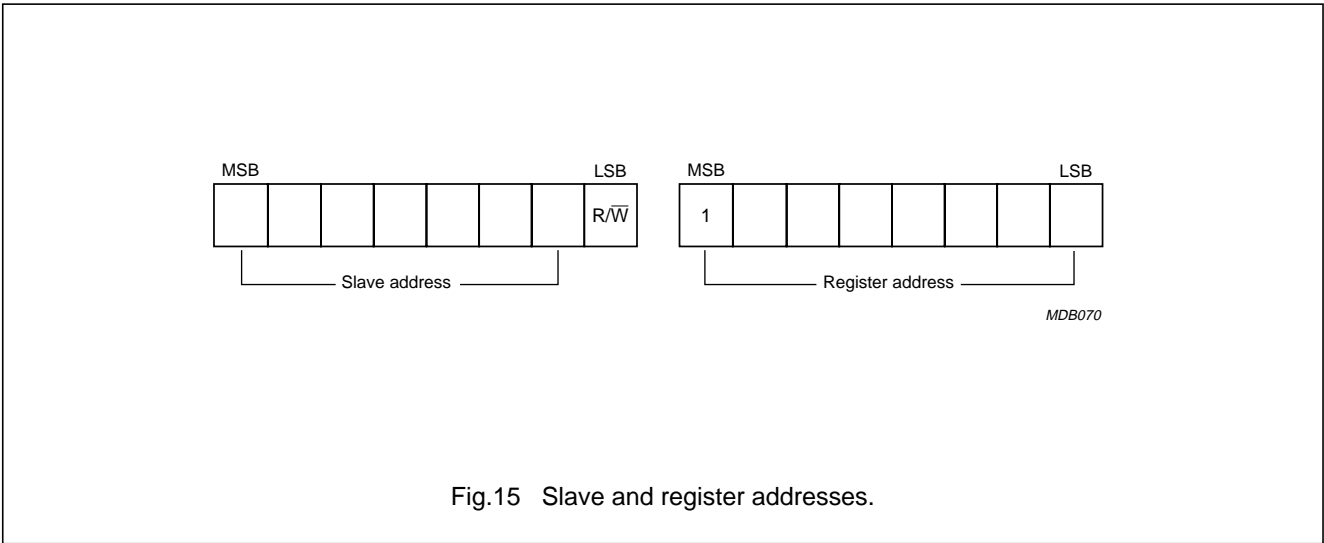 MSB LSB MSB LSB
R/W̅ 1
Slave address Register address
MDB070
Fig.15 Slave and register addresses.